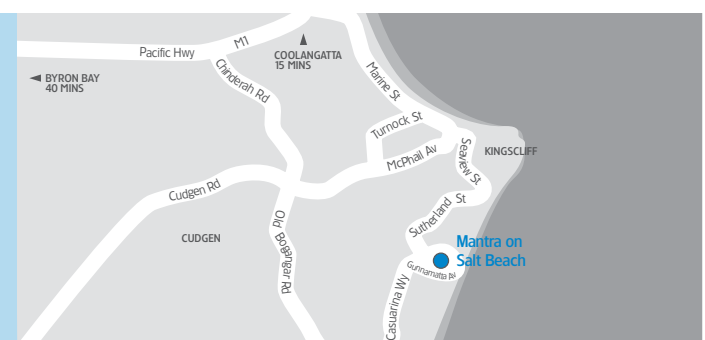 Pacific Hwy
M1
COOLANGATTA
15 MINS
BYRON BAY
40 MINS
Chinderah Rd
Marine St
Turnock St
McPhail Av
Seaview St
KINGSCLIFF
Cudgen Rd
Sutherland St
CUDGEN
Old Bogangar Rd
Mantra on
Salt Beach
Gunnamatta Av
Casuarina Wy